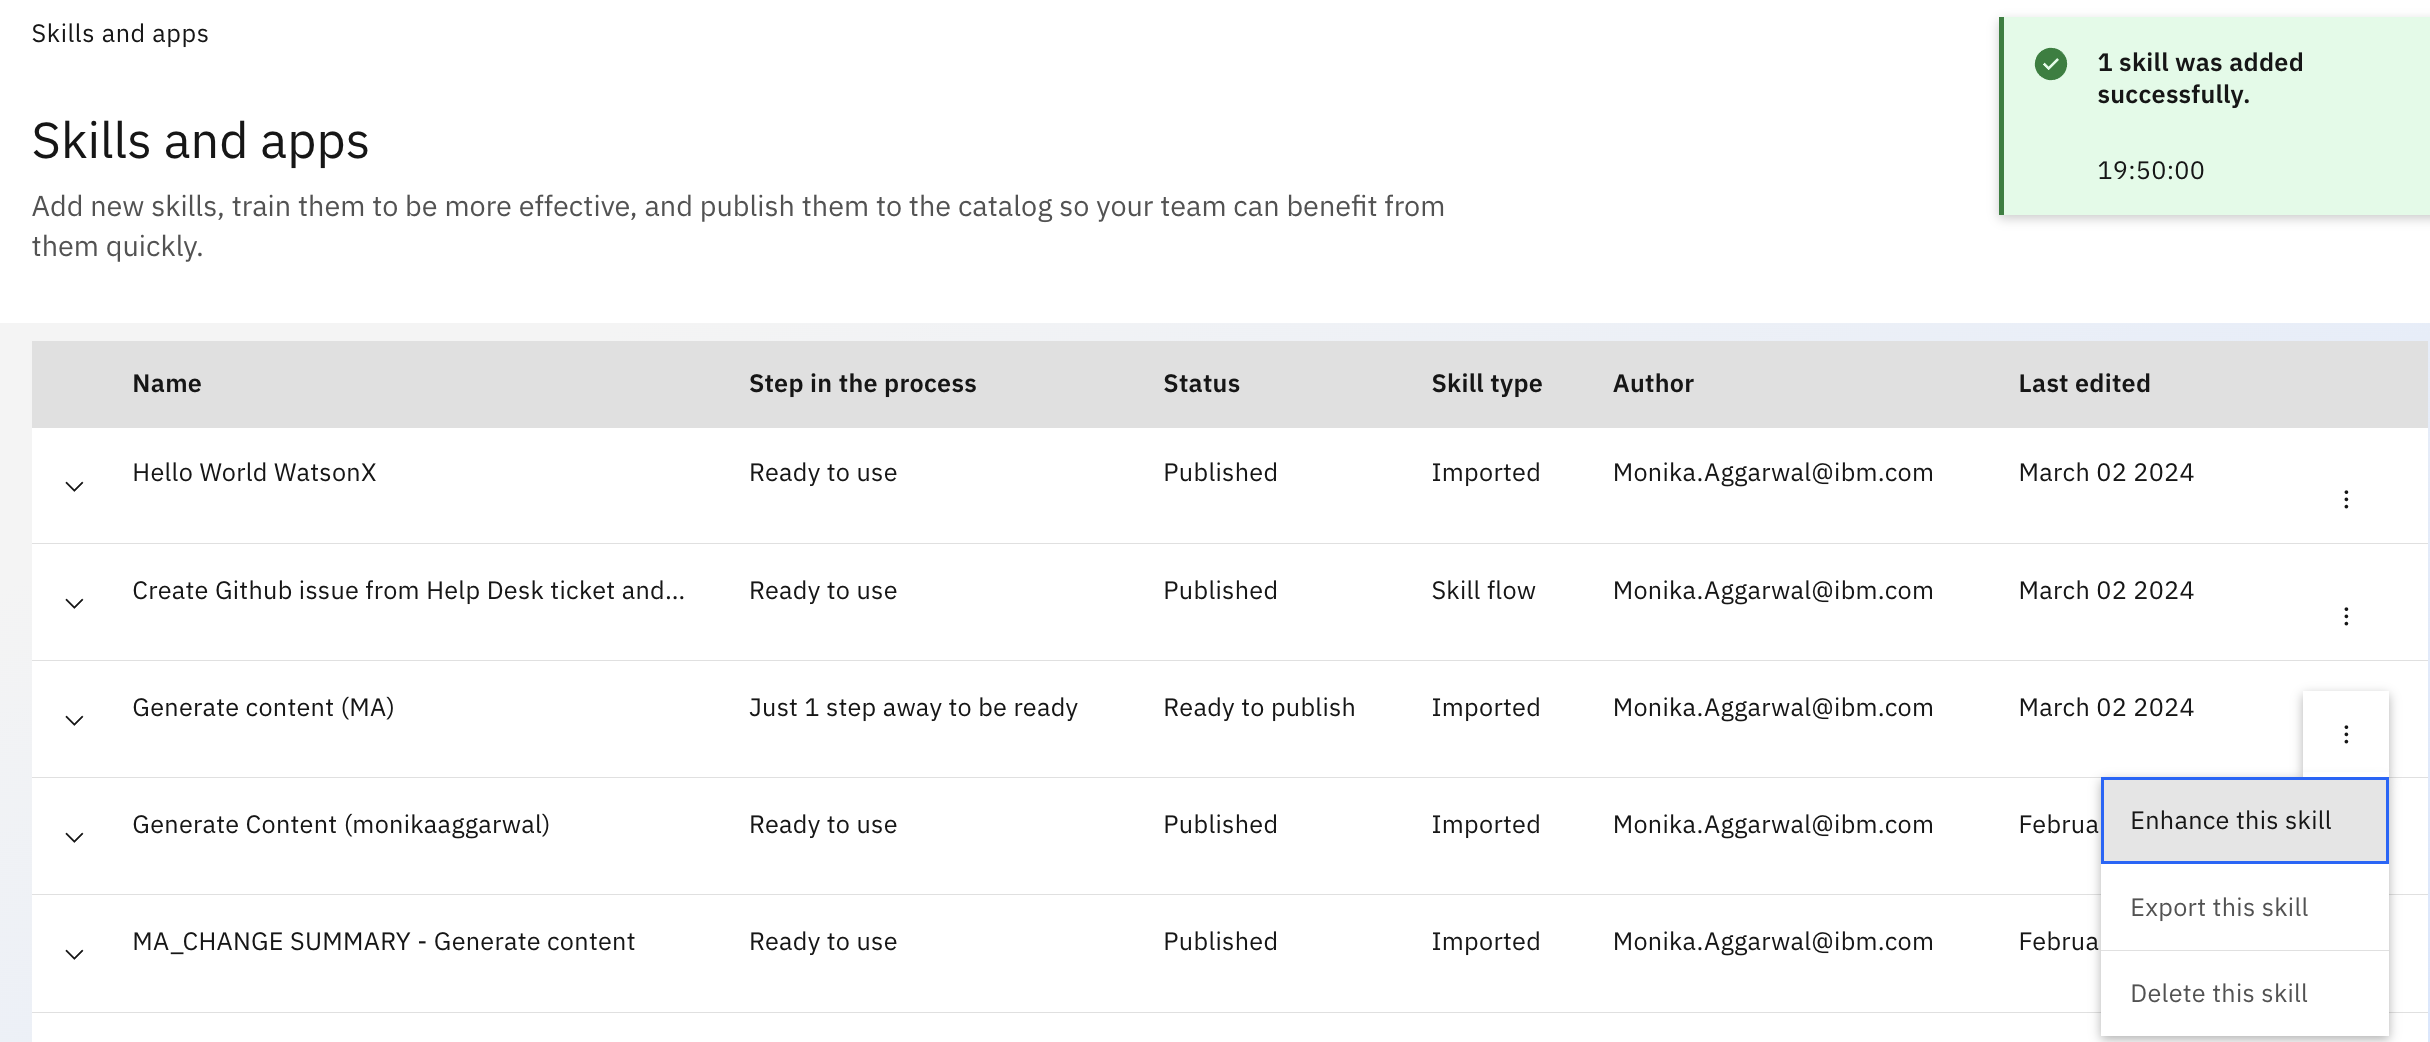 Skills and apps
1 skill was added
successfully.
19:50:00
Skills and apps
Add new skills, train them to be more effective, and publish them to the catalog so your team can benefit from
them quickly.
Name Step in the process Status Skill type Author Last edited
Hello World WatsonX Ready to use Published Imported Monika.Aggarwal@ibm.com March 02 2024
Create Github issue from Help Desk ticket and... Ready to use Published Skill flow Monika.Aggarwal@ibm.com March 02 2024
Generate content (MA) Just 1 step away to be ready Ready to publish Imported Monika.Aggarwal@ibm.com March 02 2024
Generate Content (monikaaggarwal) Ready to use Published Imported Monika.Aggarwal@ibm.com Februa
Enhance this skill
Export this skill
MA_CHANGE SUMMARY - Generate content Ready to use Published Imported Monika.Aggarwal@ibm.com Februa
Delete this skill